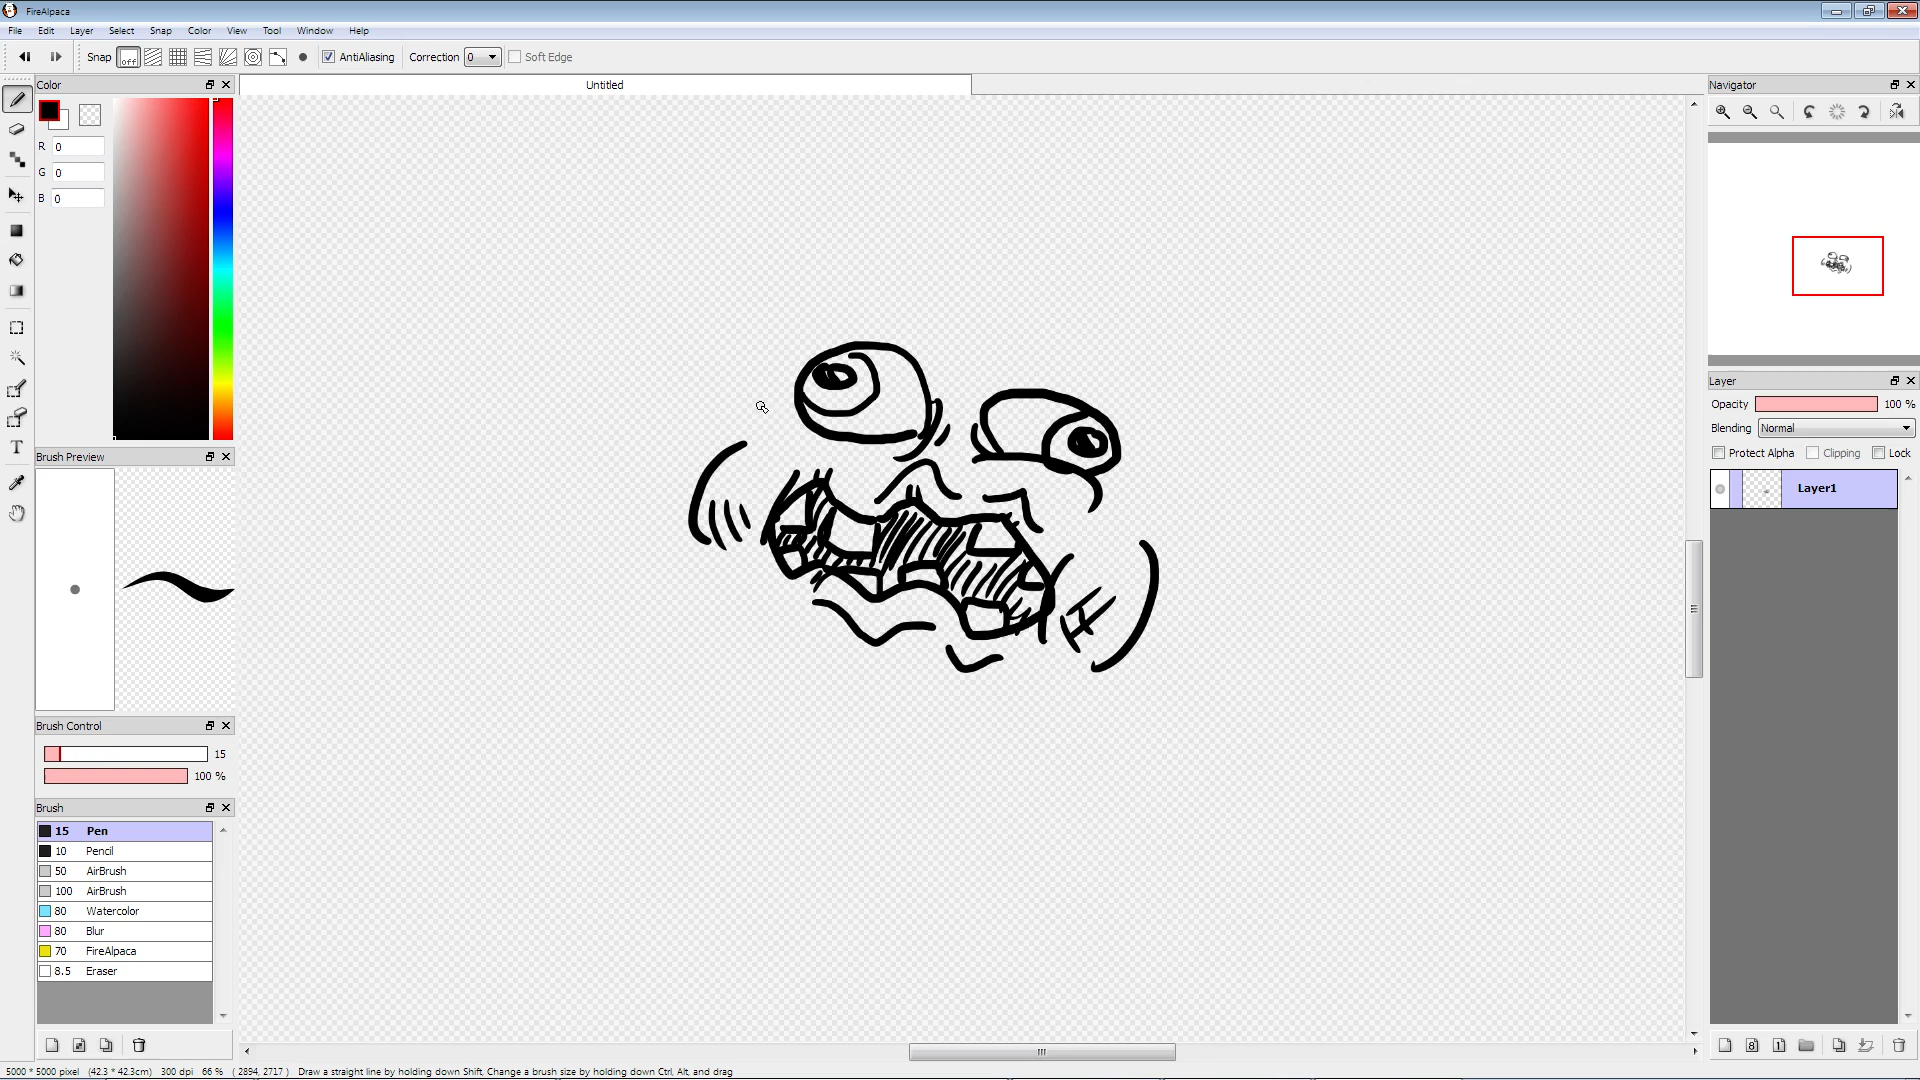 FireAlpaca
File Edit Layer Select Snap Color View Tool Window Help
Snap off AntiAliasing Correction 0 Soft Edge
Color
Untitled
Navigator
R 0
G 0
B 0
Layer
Opacity 100 %
Blending Normal
Protect Alpha Clipping Lock
Layer1
Brush Preview
Brush Control
15
100 %
Brush
15 Pen
10 Pencil
50 AirBrush
100 AirBrush
80 Watercolor
80 Blur
70 FireAlpaca
8.5 Eraser
5000 * 5000 pixel (42.3 * 42.3cm) 300 dpi 66 % ( 2894, 2717 ) Draw a straight line by holding down Shift, Change a brush size by holding down Ctrl, Alt, and drag